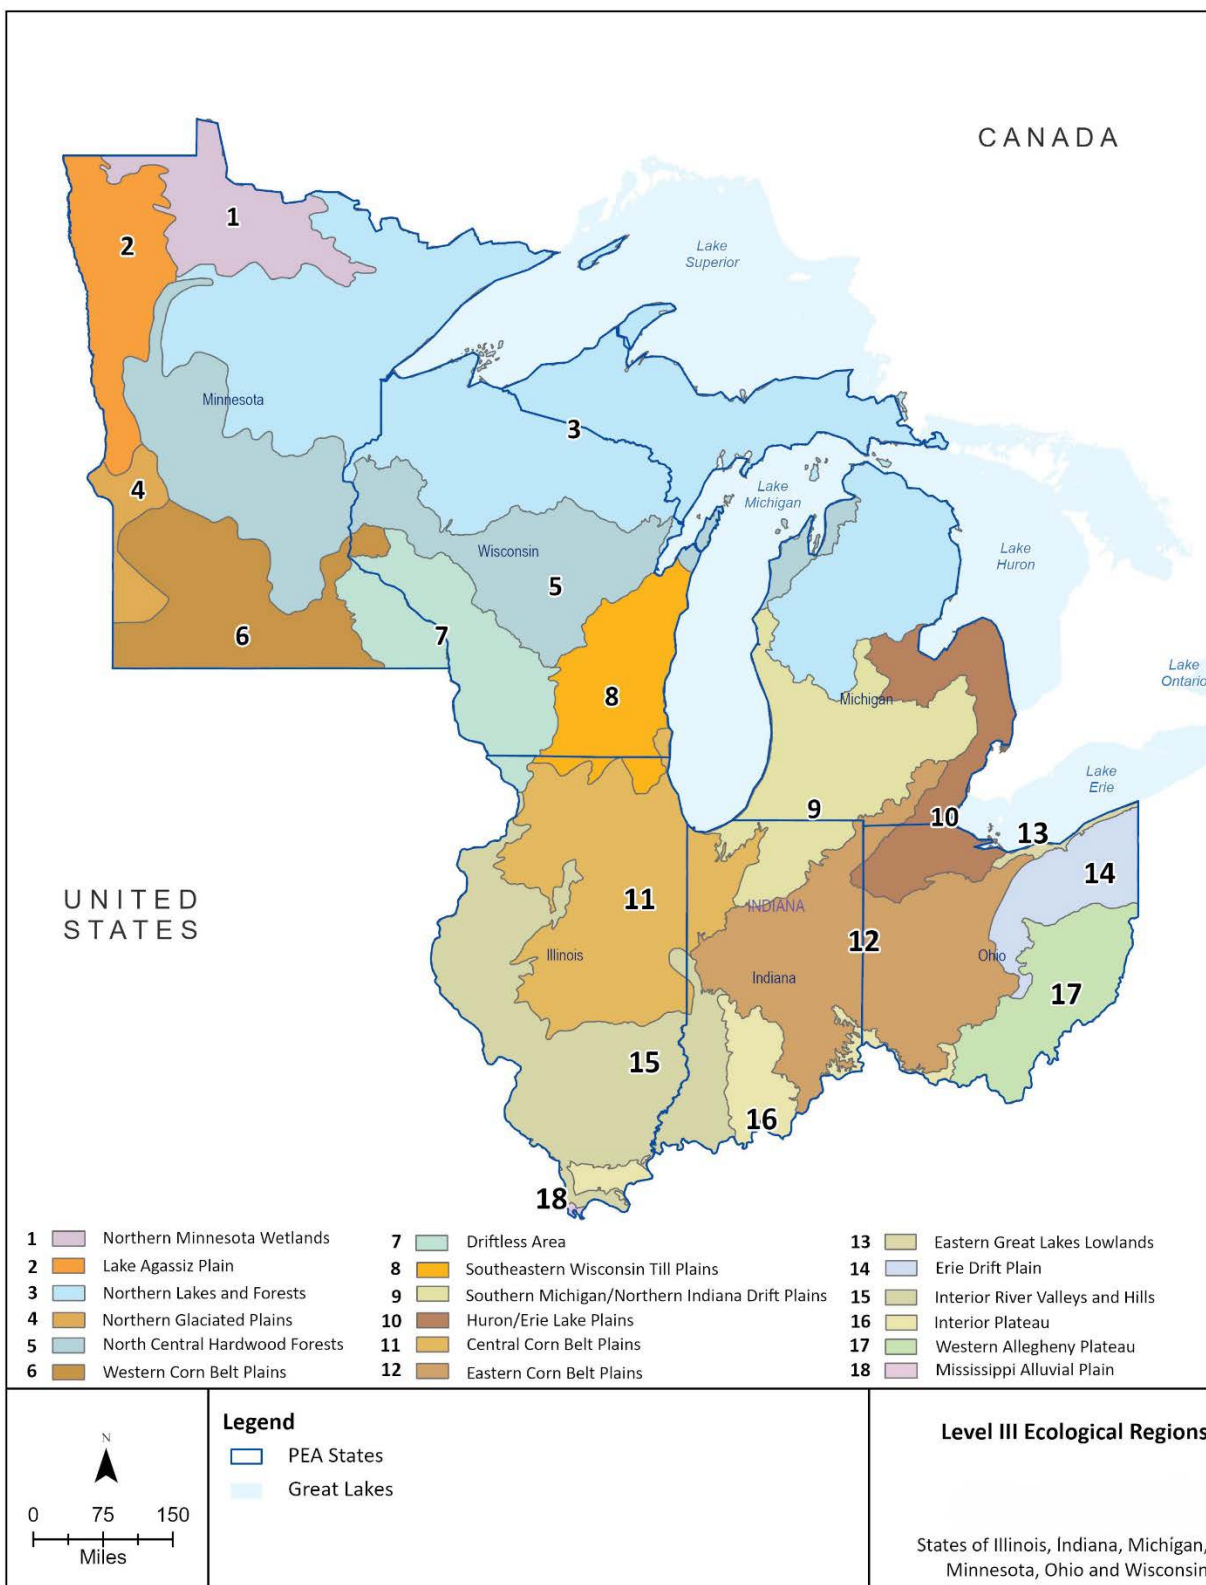 CANADA
Lake
Superior
1
2
Minnesota
3
Lake
Michigan
4
Wisconsin
Lake
Huron
5
6
7
8
Michigan
Lake
Ontario
Lake
Erie
9
10
13
14
UNITED
STATES
11
INDIANA
12
Illinois
Indiana
Ohio
17
15
16
18
1 Northern Minnesota Wetlands
2 Lake Agassiz Plain
3 Northern Lakes and Forests
4 Northern Glaciated Plains
5 North Central Hardwood Forests
6 Western Corn Belt Plains
7 Driftless Area
8 Southeastern Wisconsin Till Plains
9 Southern Michigan/Northern Indiana Drift Plains
10 Huron/Erie Lake Plains
11 Central Corn Belt Plains
12 Eastern Corn Belt Plains
13 Eastern Great Lakes Lowlands
14 Erie Drift Plain
15 Interior River Valleys and Hills
16 Interior Plateau
17 Western Allegheny Plateau
18 Mississippi Alluvial Plain
N
0 75 150
Miles
Legend
PEA States
Great Lakes
Level III Ecological Regions
States of Illinois, Indiana, Michigan,
Minnesota, Ohio and Wisconsin